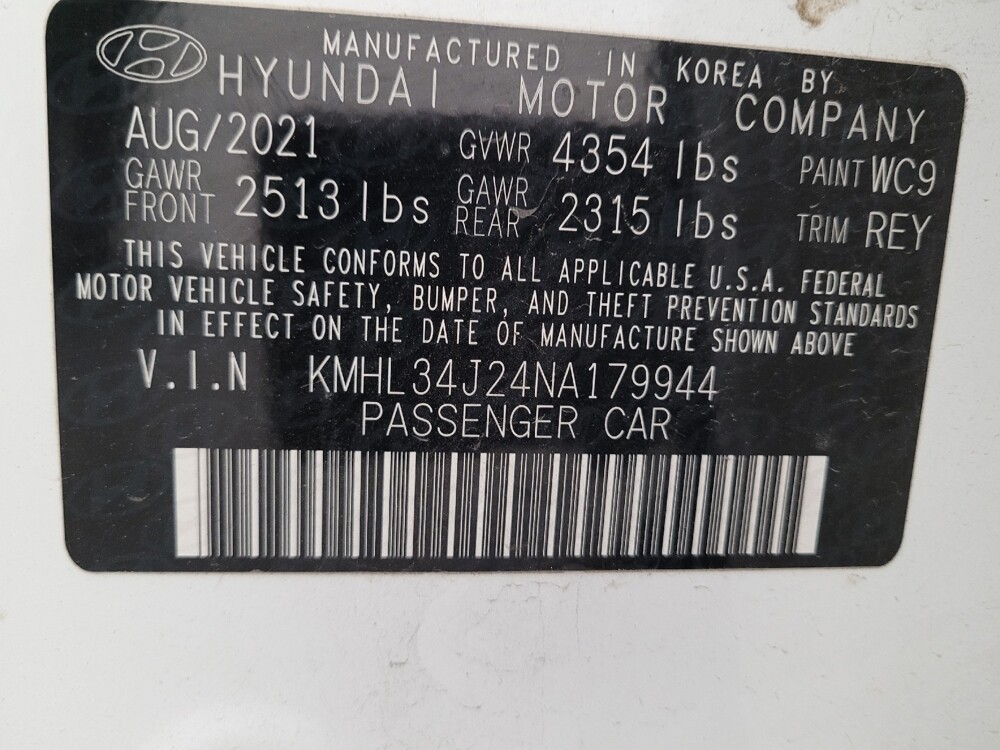 MANUFACTURED IN KOREA BY
HYUNDAI MOTOR COMPANY
AUG/2021 GVWR 4354 lbs PAINT WC9
GAWR FRONT 2513 lbs GAWR REAR 2315 lbs TRIM REY
THIS VEHICLE CONFORMS TO ALL APPLICABLE U.S.A. FEDERAL
MOTOR VEHICLE SAFETY, BUMPER, AND THEFT PREVENTION STANDARDS
IN EFFECT ON THE DATE OF MANUFACTURE SHOWN ABOVE
V.I.N KMHL34J24NA179944
PASSENGER CAR